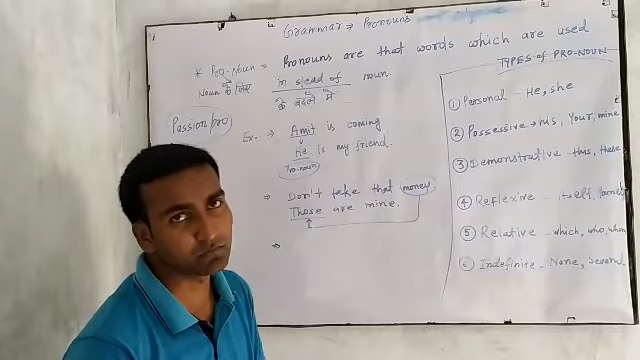 Grammar ⇒ Pronouns
* Pro-Noun = Pronouns are that words which are used
Noun के लिए in stead of noun.
के बदले में
Passion pro
Ex. ⇒ Amit is coming
He is my friend.
Pro-noun
⇒ Don't take that money.
Those are mine.
⇒
TYPES of PRO-NOUN
① Personal - He, she
② Possessive → his, your, mine
③ Demonstrative this, these
④ Reflexive - itself,
⑤ Relative - which, who, whom
⑥ Indefinite - None, Several